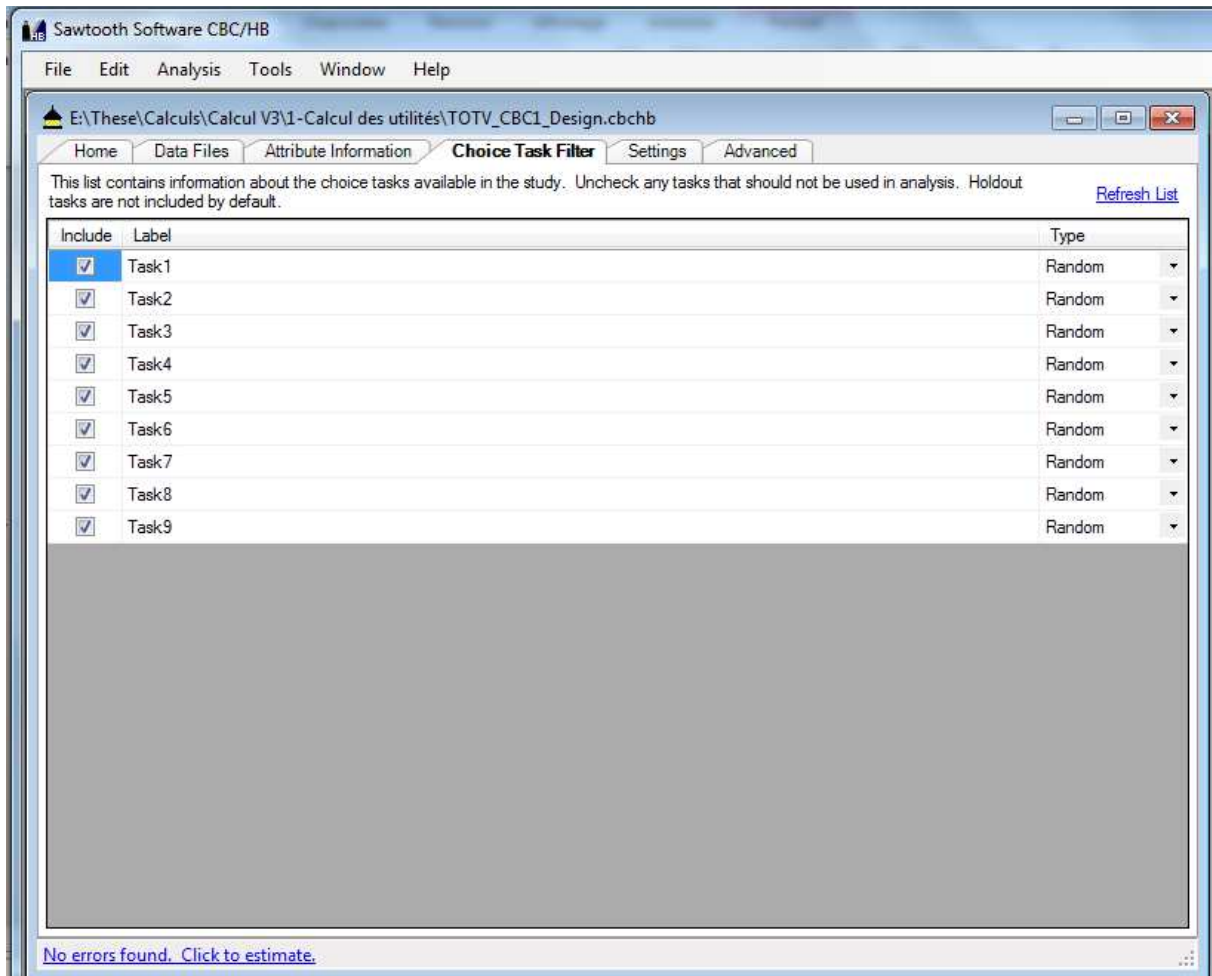 Sawtooth Software CBC/HB
File Edit Analysis Tools Window Help
E:\These\Calculs\Calcul V3\1-Calcul des utilités\TOTV_CBC1_Design.cbchb
Home Data Files Attribute Information Choice Task Filter Settings Advanced
This list contains information about the choice tasks available in the study. Uncheck any tasks that should not be used in analysis. Holdout
tasks are not included by default.
Refresh List
Include Label Type
Task1 Random
Task2 Random
Task3 Random
Task4 Random
Task5 Random
Task6 Random
Task7 Random
Task8 Random
Task9 Random
No errors found. Click to estimate.